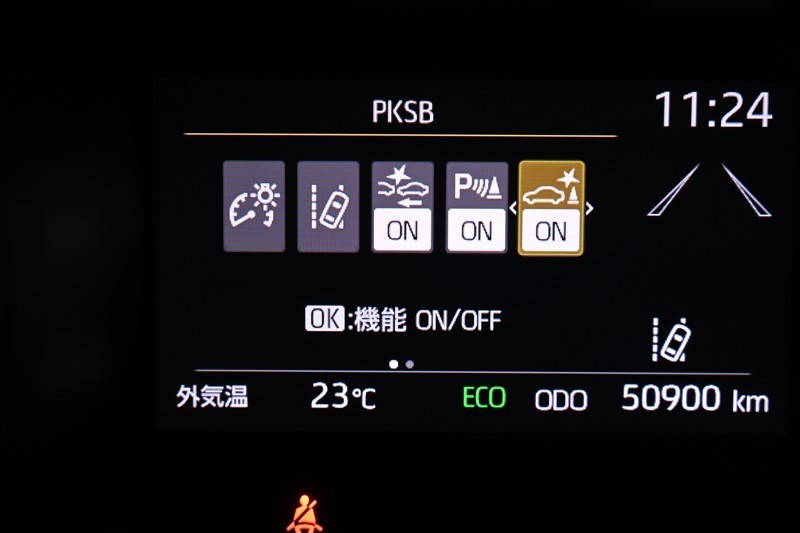 PKSB
11:24
P
ON ON ON
OK:機能 ON/OFF
外気温 23℃ ECO ODO 50900 km